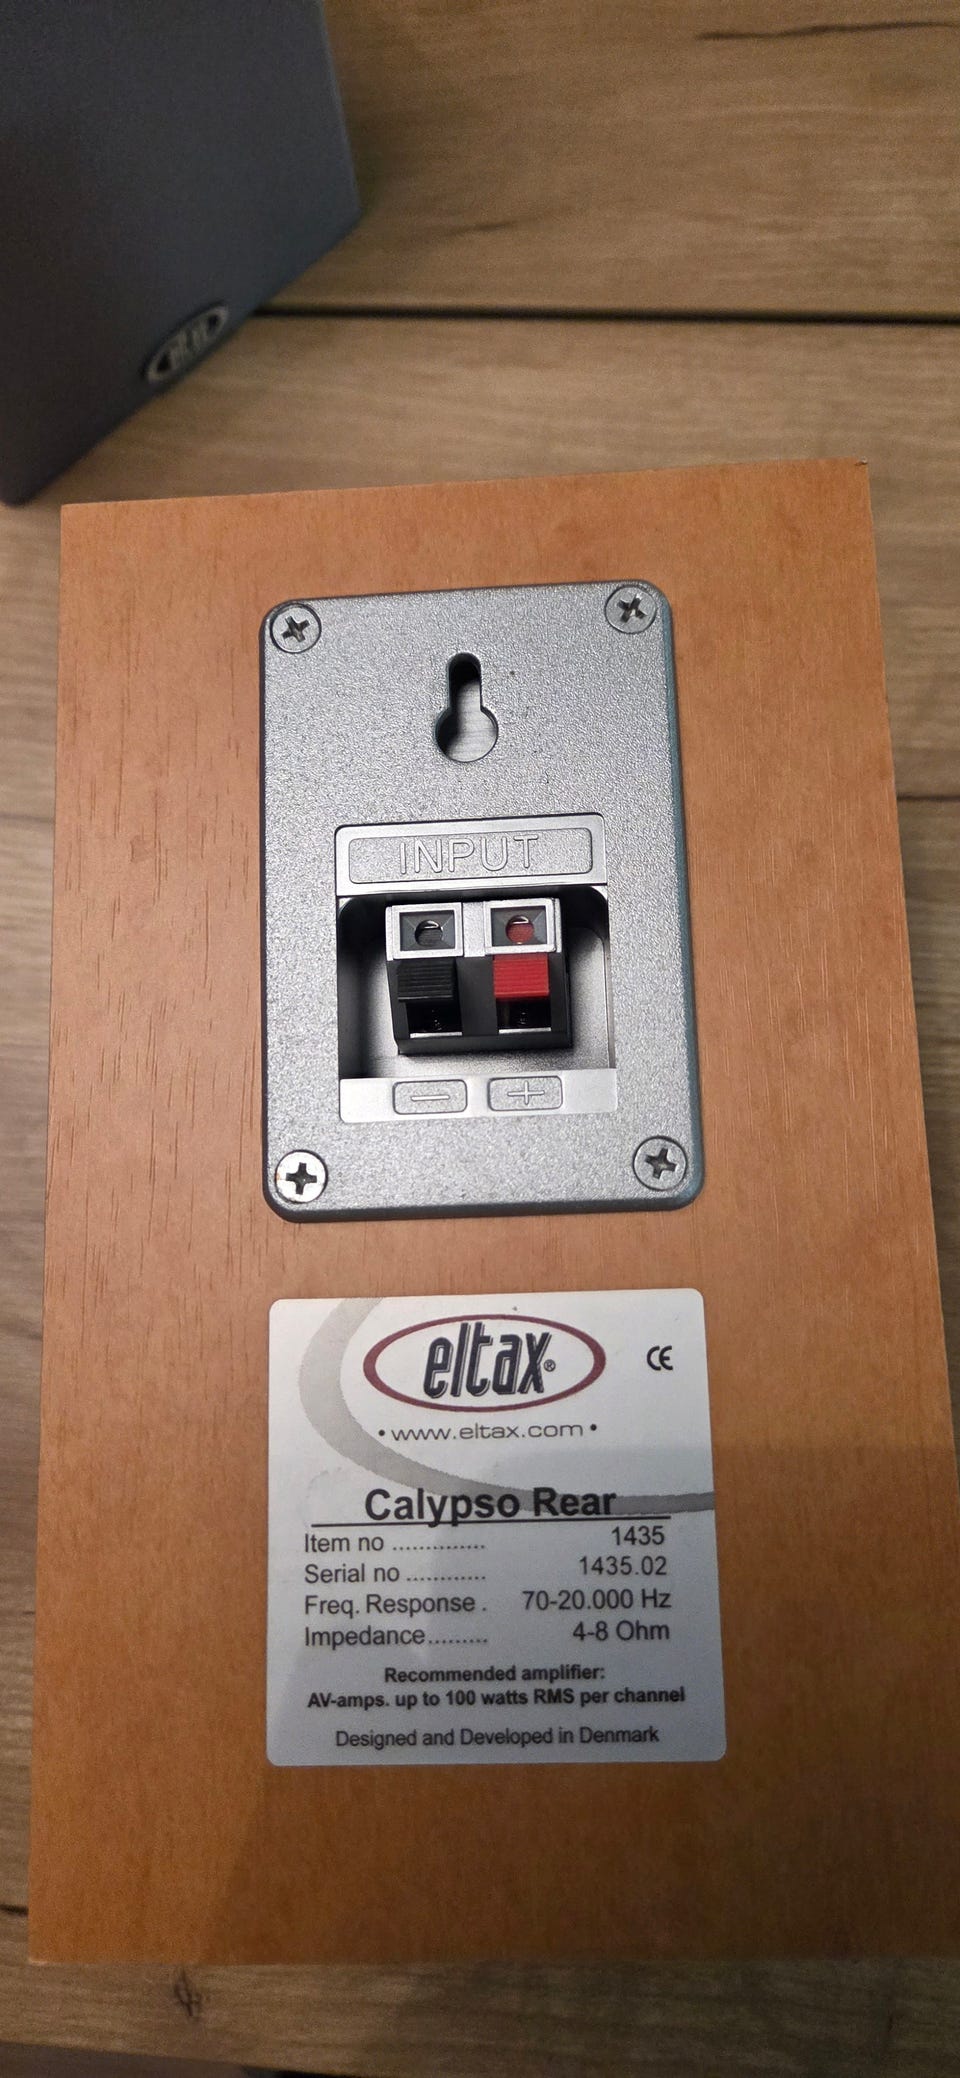 eltax
INPUT
- +
eltax®
• www.eltax.com •
CE
Calypso Rear
Item no .............. 1435
Serial no ............ 1435.02
Freq. Response . 70-20.000 Hz
Impedance......... 4-8 Ohm
Recommended amplifier:
AV-amps. up to 100 watts RMS per channel
Designed and Developed in Denmark